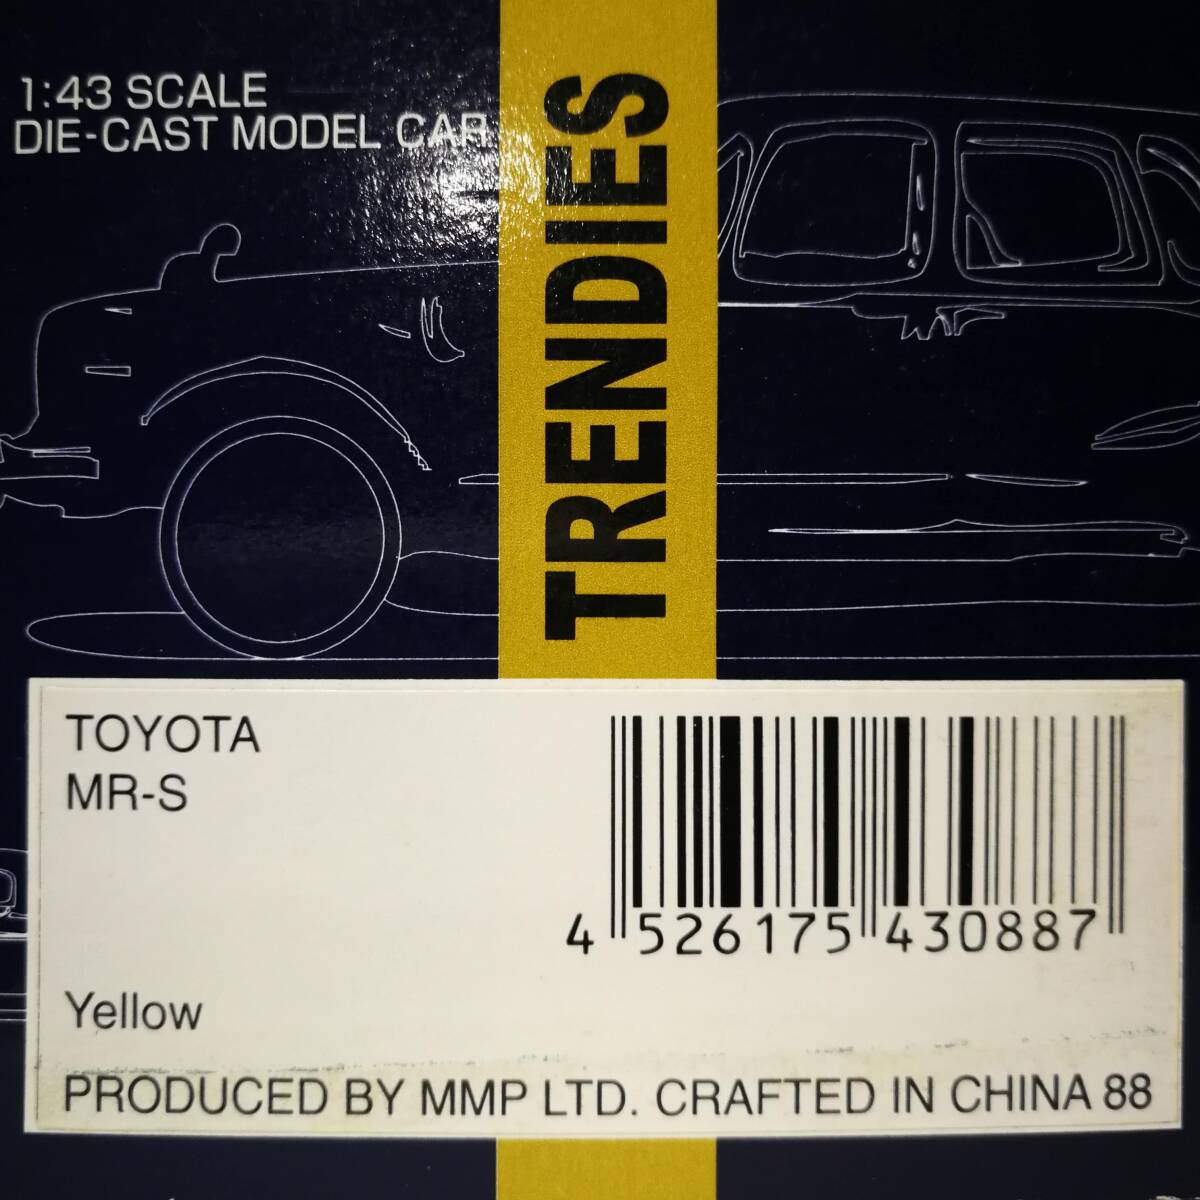 1:43 SCALE
DIE-CAST MODEL CAR
TRENDIES
TOYOTA
MR-S
4 526175 430887
Yellow
PRODUCED BY MMP LTD. CRAFTED IN CHINA 88